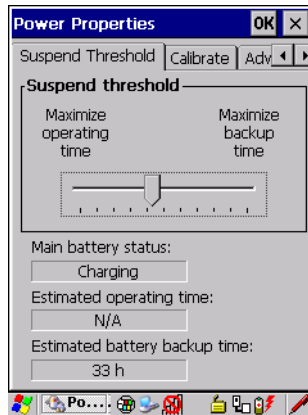 Power Properties OK ×
Suspend Threshold Calibrate Adv
Suspend threshold
Maximize Maximize
operating backup
time time
Main battery status:
Charging
Estimated operating time:
N/A
Estimated battery backup time:
33 h
Po....